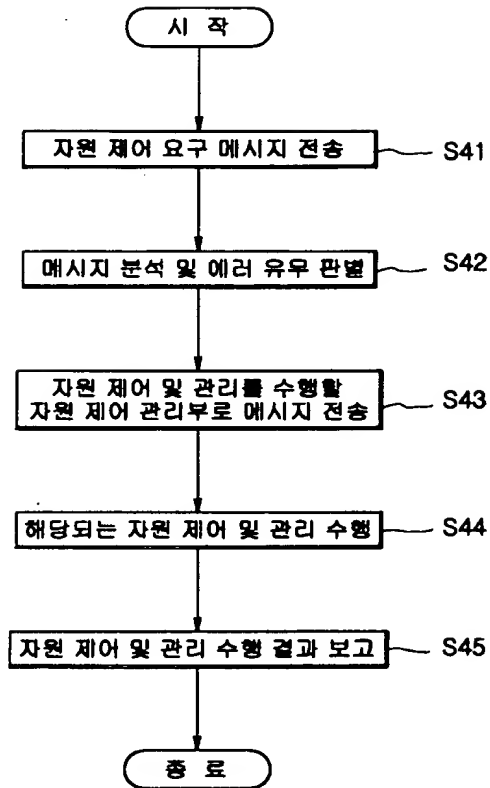 시 작
자원 제어 요구 메시지 전송
S41
메시지 분석 및 에러 유무 판별
S42
자원 제어 및 관리를 수행할
자원 제어 관리부로 메시지 전송
S43
해당되는 자원 제어 및 관리 수행
S44
자원 제어 및 관리 수행 결과 보고
S45
종 료